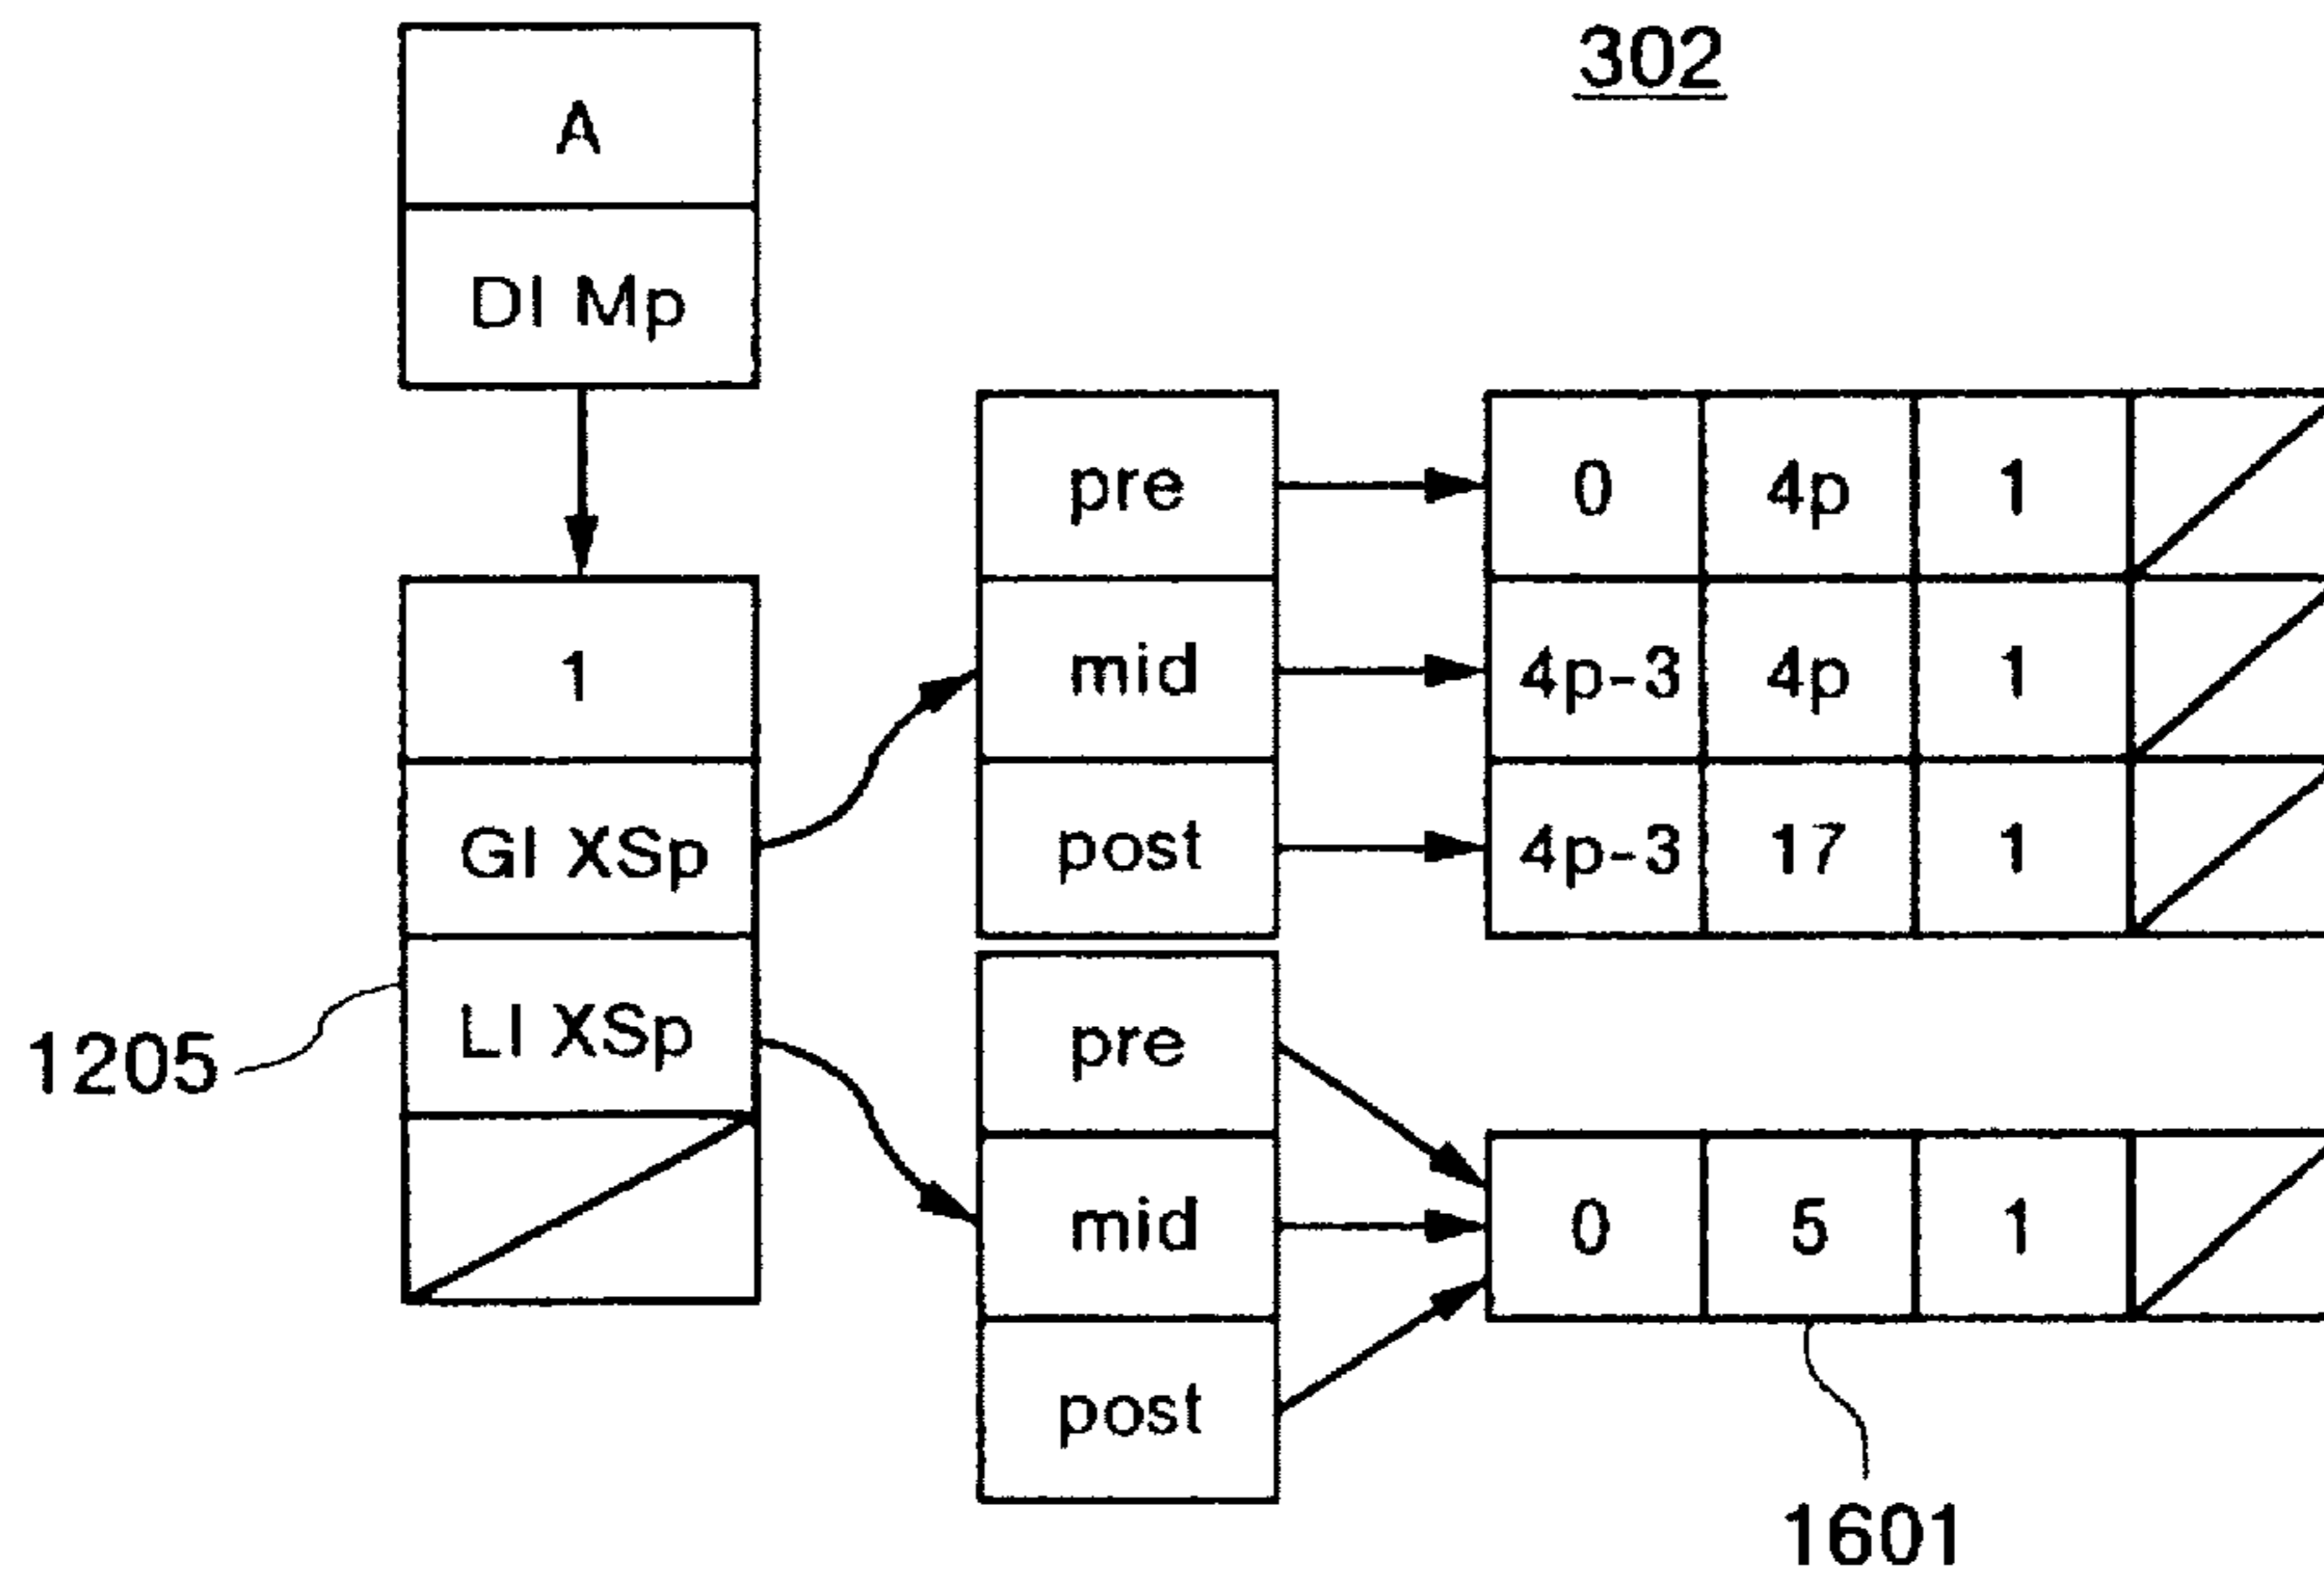 302
A
DI Mp
1
GI XSp
LI XSp
1205
pre
mid
post
0 4p 1
4p-3 4p 1
4p-3 17 1
pre
mid
post
0 5 1
1601